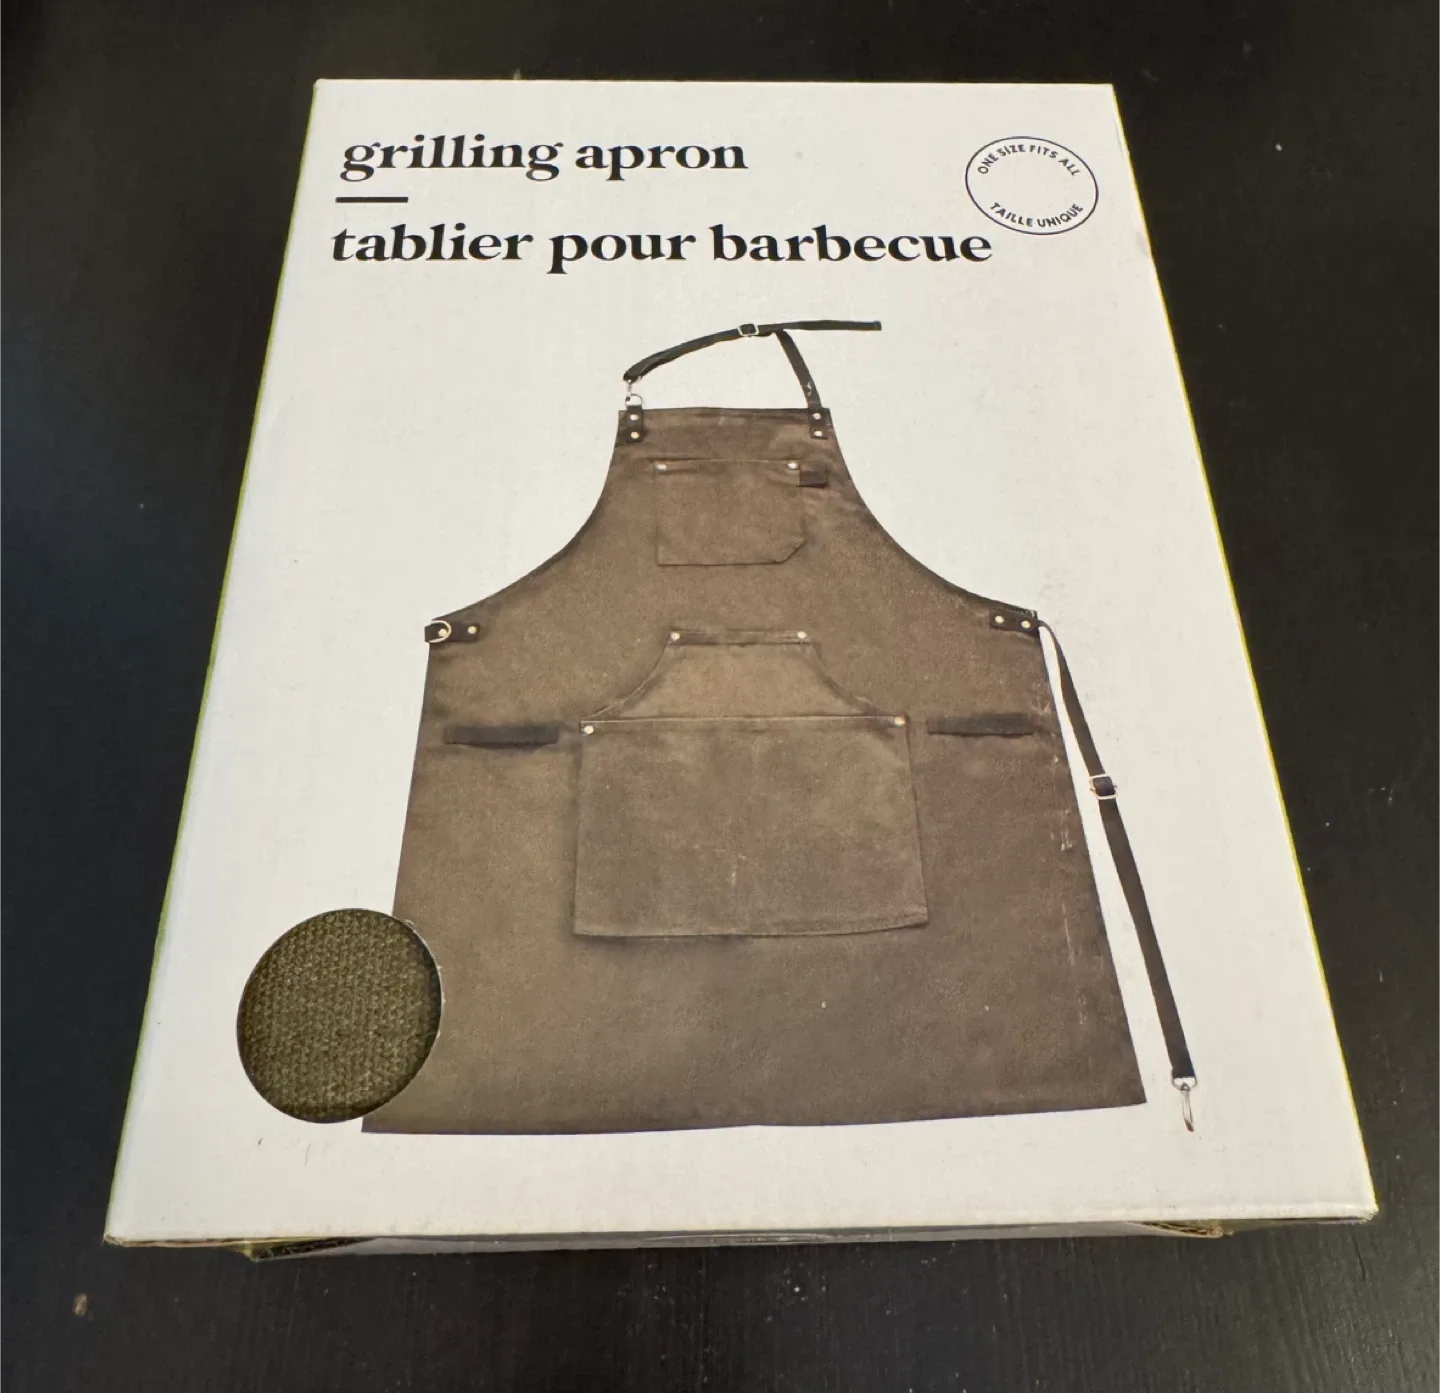 grilling apron
tablier pour barbecue
ONE SIZE FITS ALL
TAILLE UNIQUE